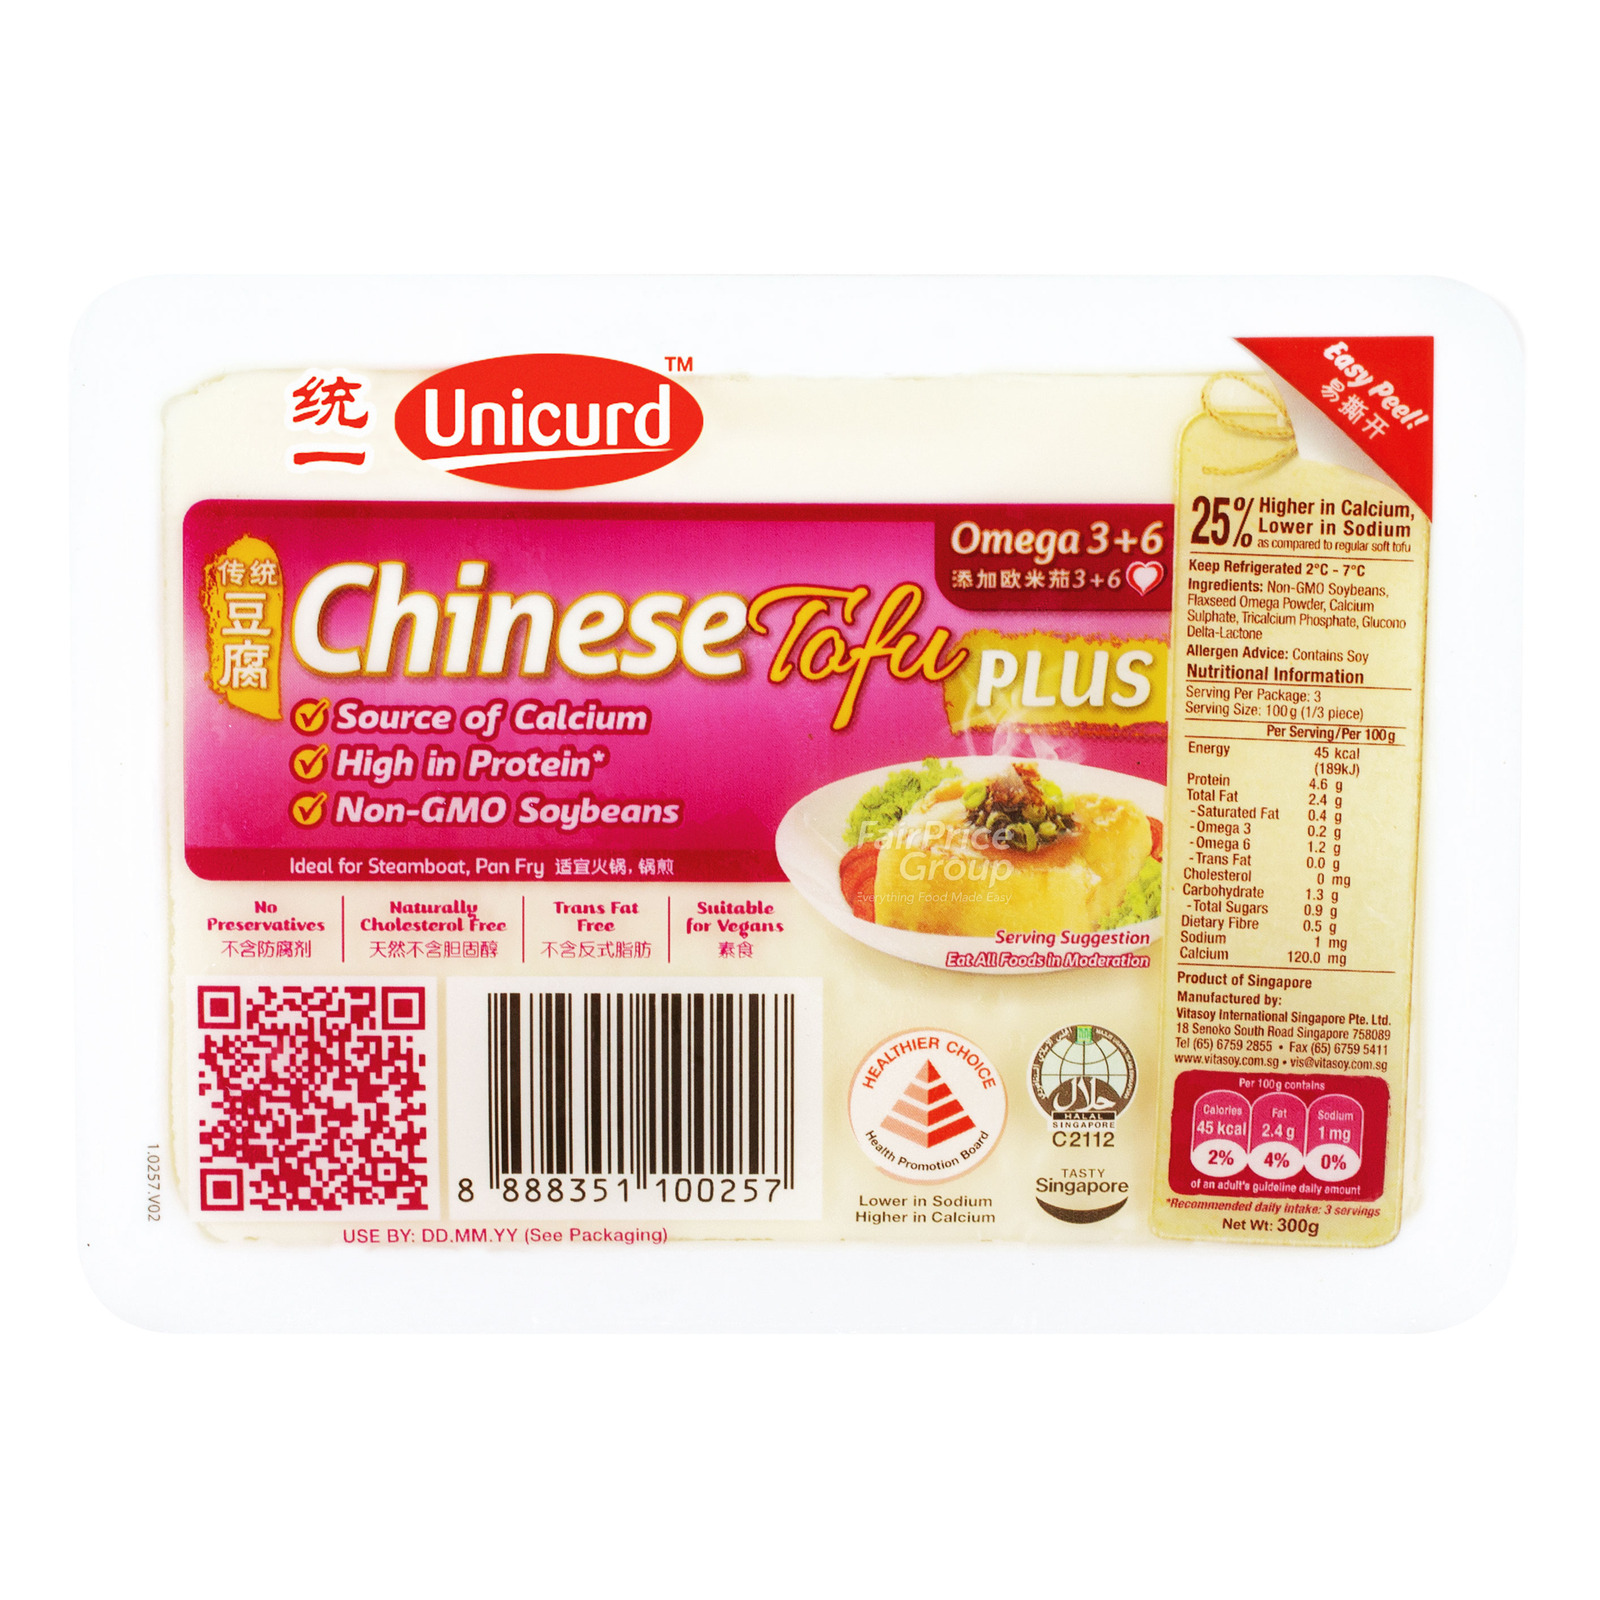 统一
Unicurd™
Easy Peel!
易撕开
传统
豆腐
Chinese Tofu PLUS
Omega 3+6
添加欧米茄3+6
Source of Calcium
High in Protein*
Non-GMO Soybeans
Ideal for Steamboat, Pan Fry 适宜火锅, 锅煎
No Preservatives
不含防腐剂
Naturally Cholesterol Free
天然不含胆固醇
Trans Fat Free
不含反式脂肪
Suitable for Vegans
素食
FairPrice
Group
Everything Food Made Easy
Serving Suggestion
Eat All Foods in Moderation
8 888351 100257
USE BY: DD.MM.YY (See Packaging)
1.0257.V02
HEALTHIER CHOICE
Health Promotion Board
Lower in Sodium
Higher in Calcium
حلال
HALAL
SINGAPORE
C2112
TASTY
Singapore
25% Higher in Calcium,
Lower in Sodium
as compared to regular soft tofu
Keep Refrigerated 2°C - 7°C
Ingredients: Non-GMO Soybeans,
Flaxseed Omega Powder, Calcium
Sulphate, Tricalcium Phosphate, Glucono
Delta-Lactone
Allergen Advice: Contains Soy
Nutritional Information
Serving Per Package: 3
Serving Size: 100g (1/3 piece)
Per Serving/Per 100g
Energy 45 kcal
(189kJ)
Protein 4.6 g
Total Fat 2.4 g
-Saturated Fat 0.4 g
-Omega 3 0.2 g
-Omega 6 1.2 g
-Trans Fat 0.0 g
Cholesterol 0 mg
Carbohydrate 1.3 g
-Total Sugars 0.9 g
Dietary Fibre 0.5 g
Sodium 1 mg
Calcium 120.0 mg
Product of Singapore
Manufactured by:
Vitasoy International Singapore Pte. Ltd.
18 Senoko South Road Singapore 758089
Tel (65) 6759 2855 • Fax (65) 6759 5411
www.vitasoy.com.sg • vis@vitasoy.com.sg
Per 100g contains
Calories 45 kcal 2%
Fat 2.4 g 4%
Sodium 1 mg 0%
of an adult's guideline daily amount
*Recommended daily intake: 3 servings
Net Wt: 300g